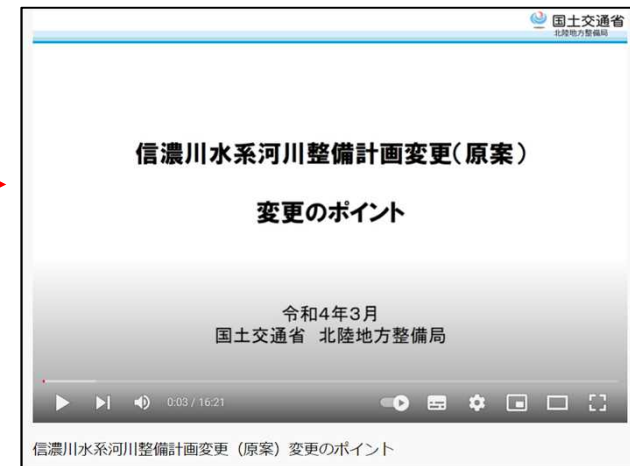 国土交通省
北陸地方整備局
信濃川水系河川整備計画変更(原案)
変更のポイント
令和4年3月
国土交通省 北陸地方整備局
0:03 / 16:21
信濃川水系河川整備計画変更(原案)変更のポイント